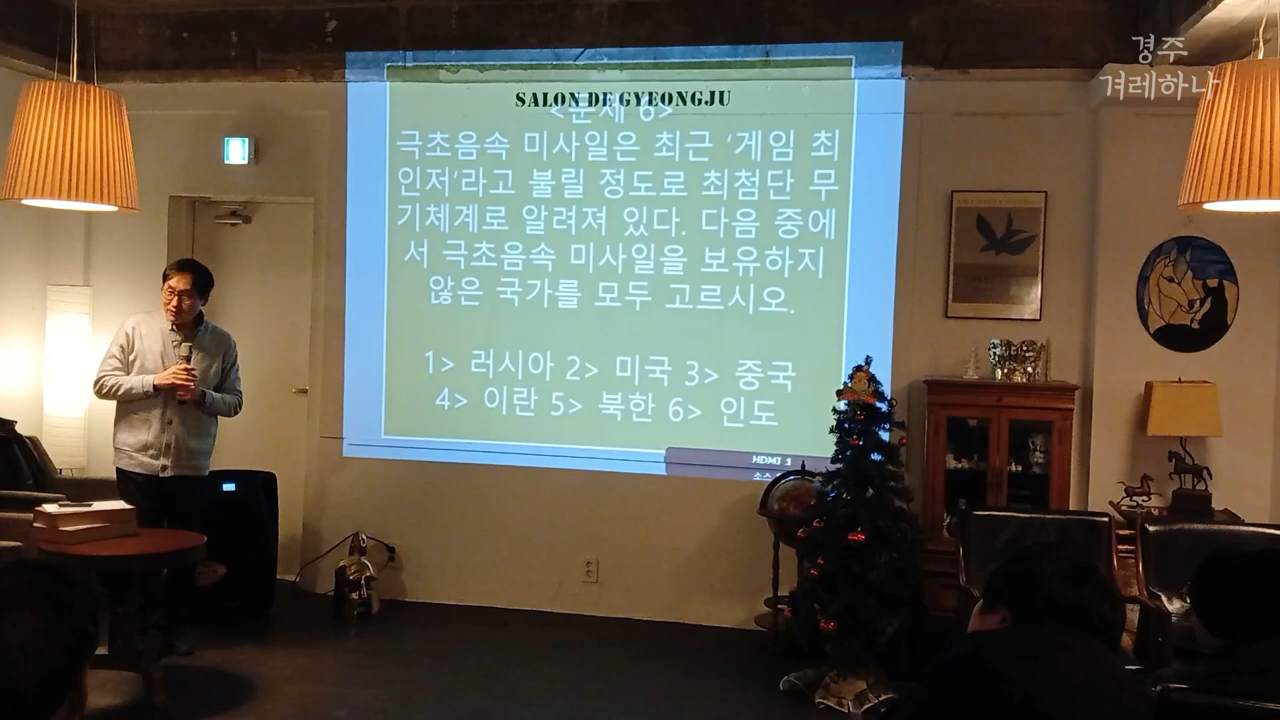 경주
겨레하나
SALON DE GYEONGJU
<문제 6>
극초음속 미사일은 최근 '게임 최
인저'라고 불릴 정도로 최첨단 무
기체계로 알려져 있다. 다음 중에
서 극초음속 미사일을 보유하지
않은 국가를 모두 고르시오.
1> 러시아 2> 미국 3> 중국
4> 이란 5> 북한 6> 인도
HDMI 1